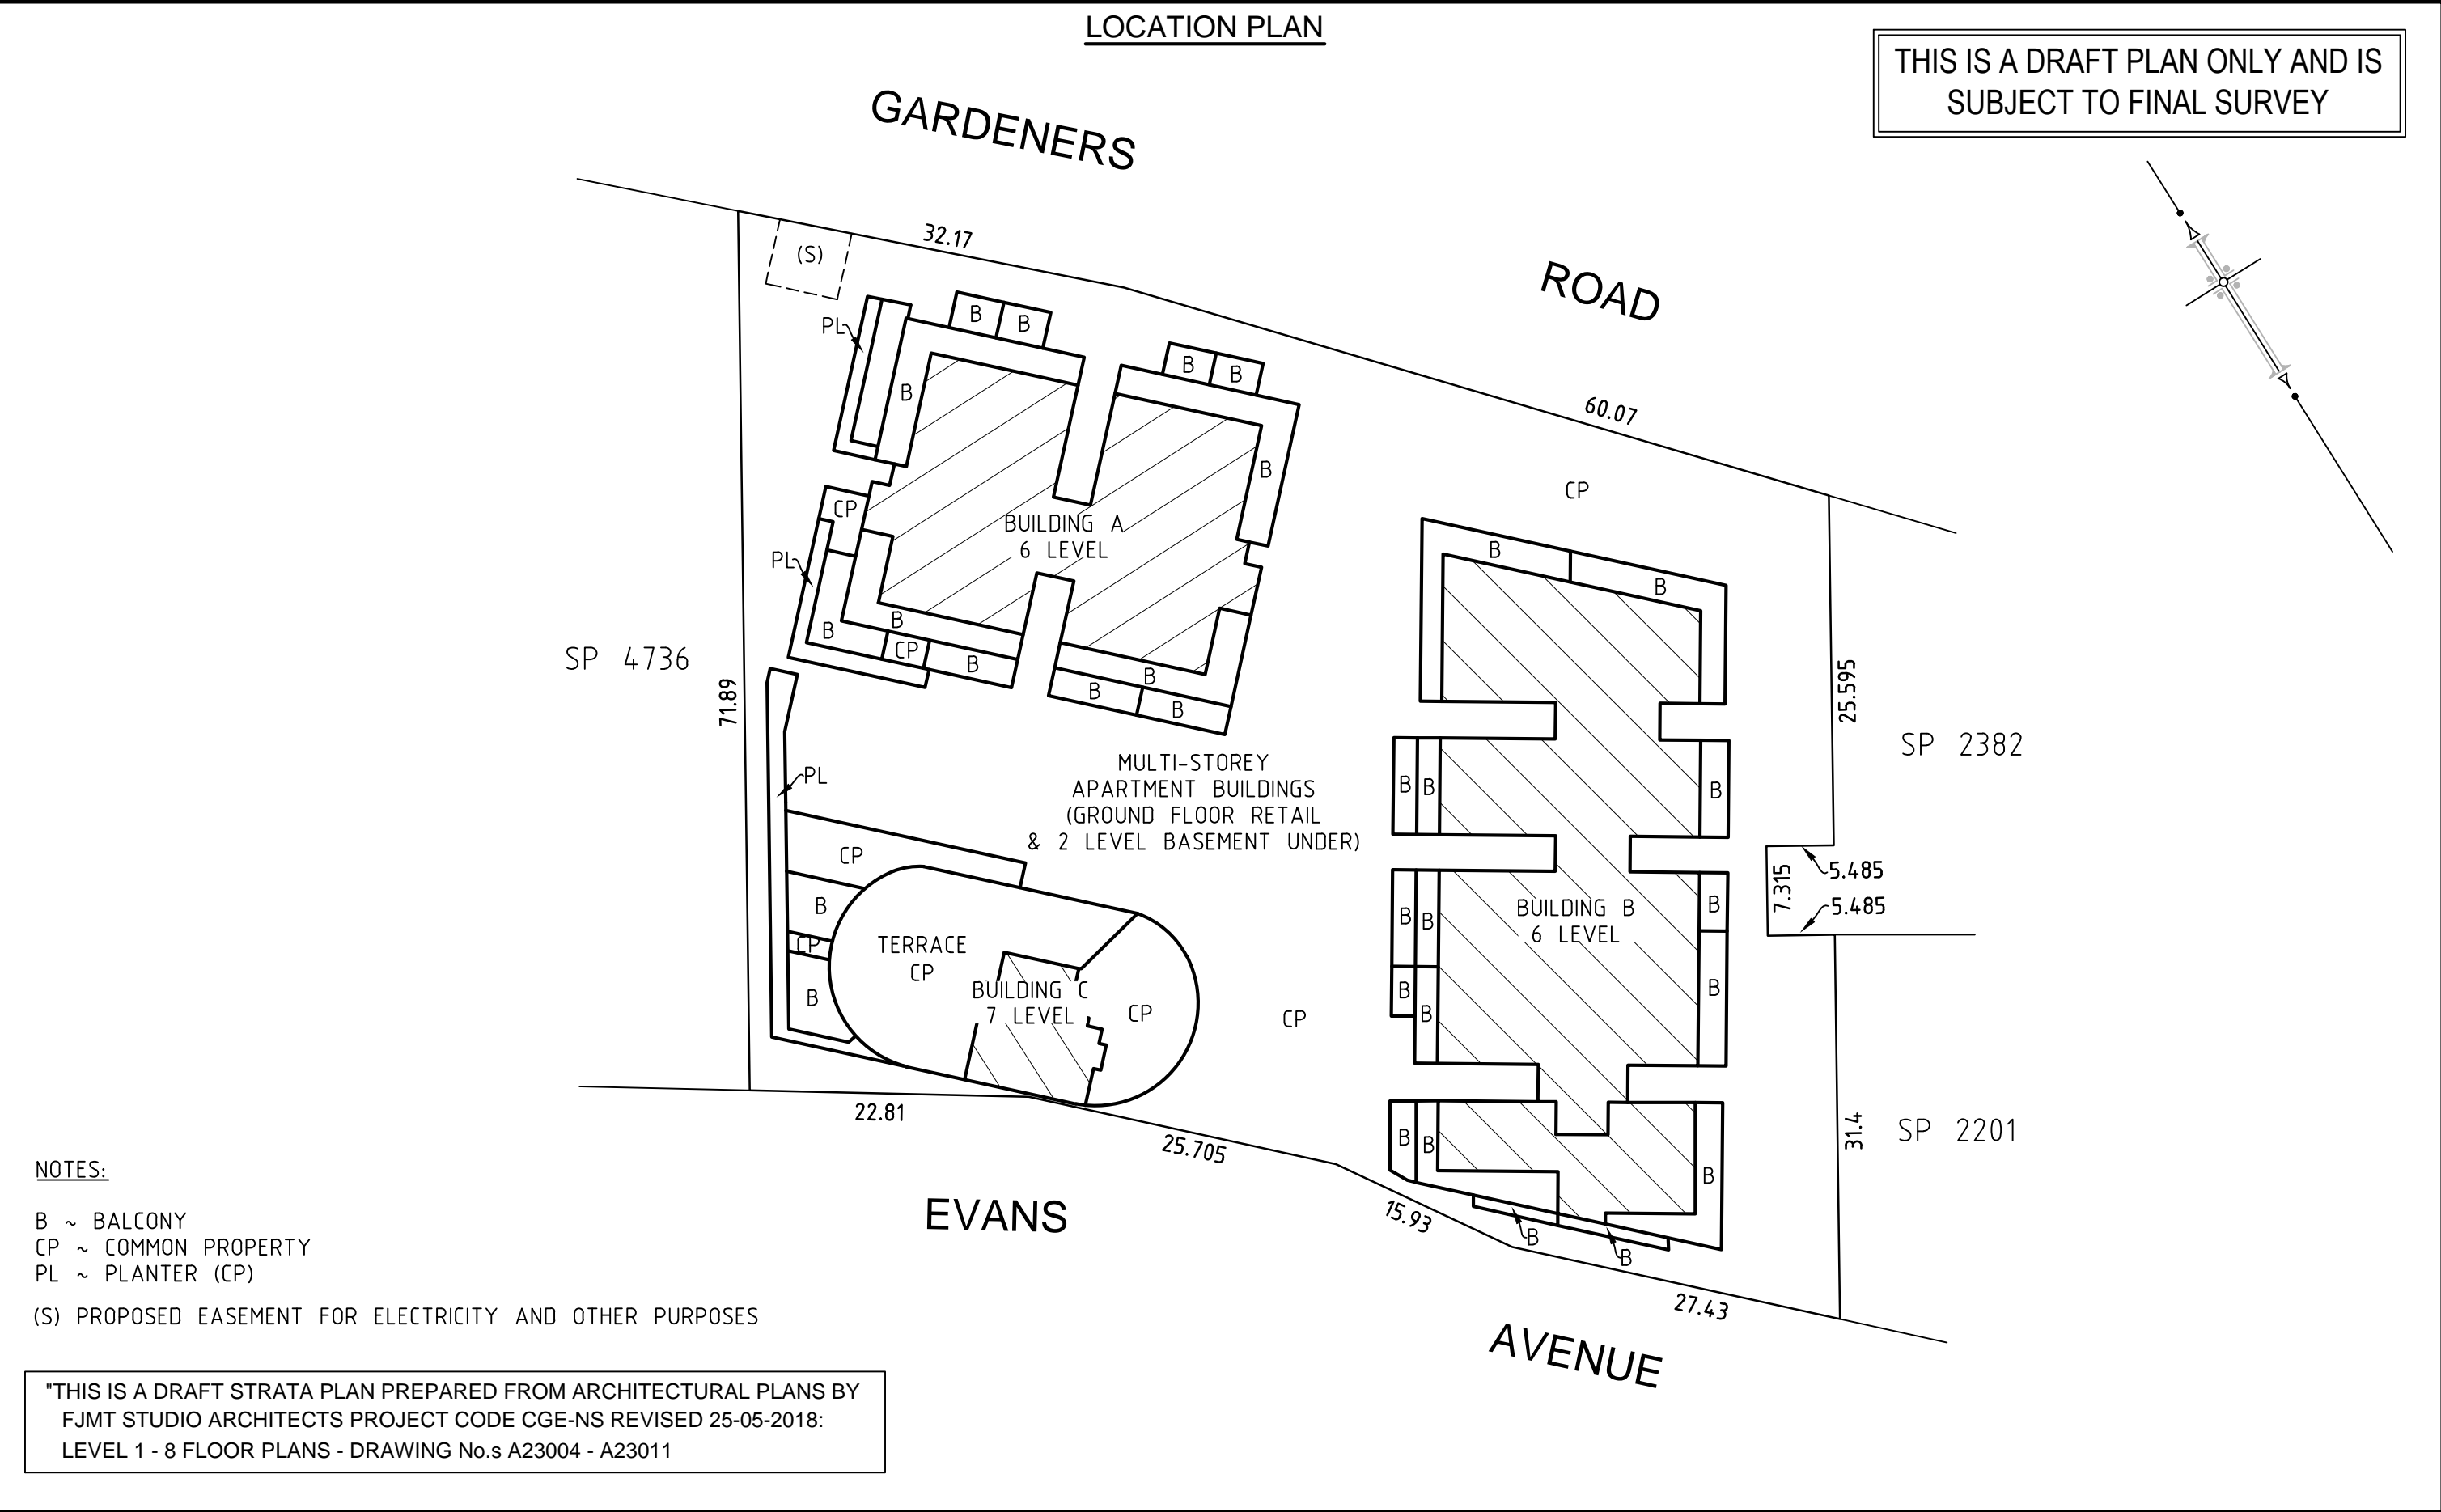 LOCATION PLAN
THIS IS A DRAFT PLAN ONLY AND IS
SUBJECT TO FINAL SURVEY
GARDENERS
ROAD
32.17
(S)
60.07
B
B
PL
B
B
B
B
CP
BUILDING A
6 LEVEL
PL
B
B
CP
B
B
B
B
CP
B
B
SP 4736
71.89
25.595
SP 2382
MULTI-STOREY
APARTMENT BUILDINGS
(GROUND FLOOR RETAIL
& 2 LEVEL BASEMENT UNDER)
PL
CP
B
CP
B
TERRACE
CP
BUILDING C
7 LEVEL
CP
CP
B
B
B
B
B
B
BUILDING B
6 LEVEL
B
B
B
B
7.315
5.485
5.485
B
B
B
B
B
31.4
SP 2201
22.81
25.705
15.93
27.43
EVANS
AVENUE
NOTES:
B ~ BALCONY
CP ~ COMMON PROPERTY
PL ~ PLANTER (CP)
(S) PROPOSED EASEMENT FOR ELECTRICITY AND OTHER PURPOSES
"THIS IS A DRAFT STRATA PLAN PREPARED FROM ARCHITECTURAL PLANS BY
FJMT STUDIO ARCHITECTS PROJECT CODE CGE-NS REVISED 25-05-2018:
LEVEL 1 - 8 FLOOR PLANS - DRAWING No.s A23004 - A23011